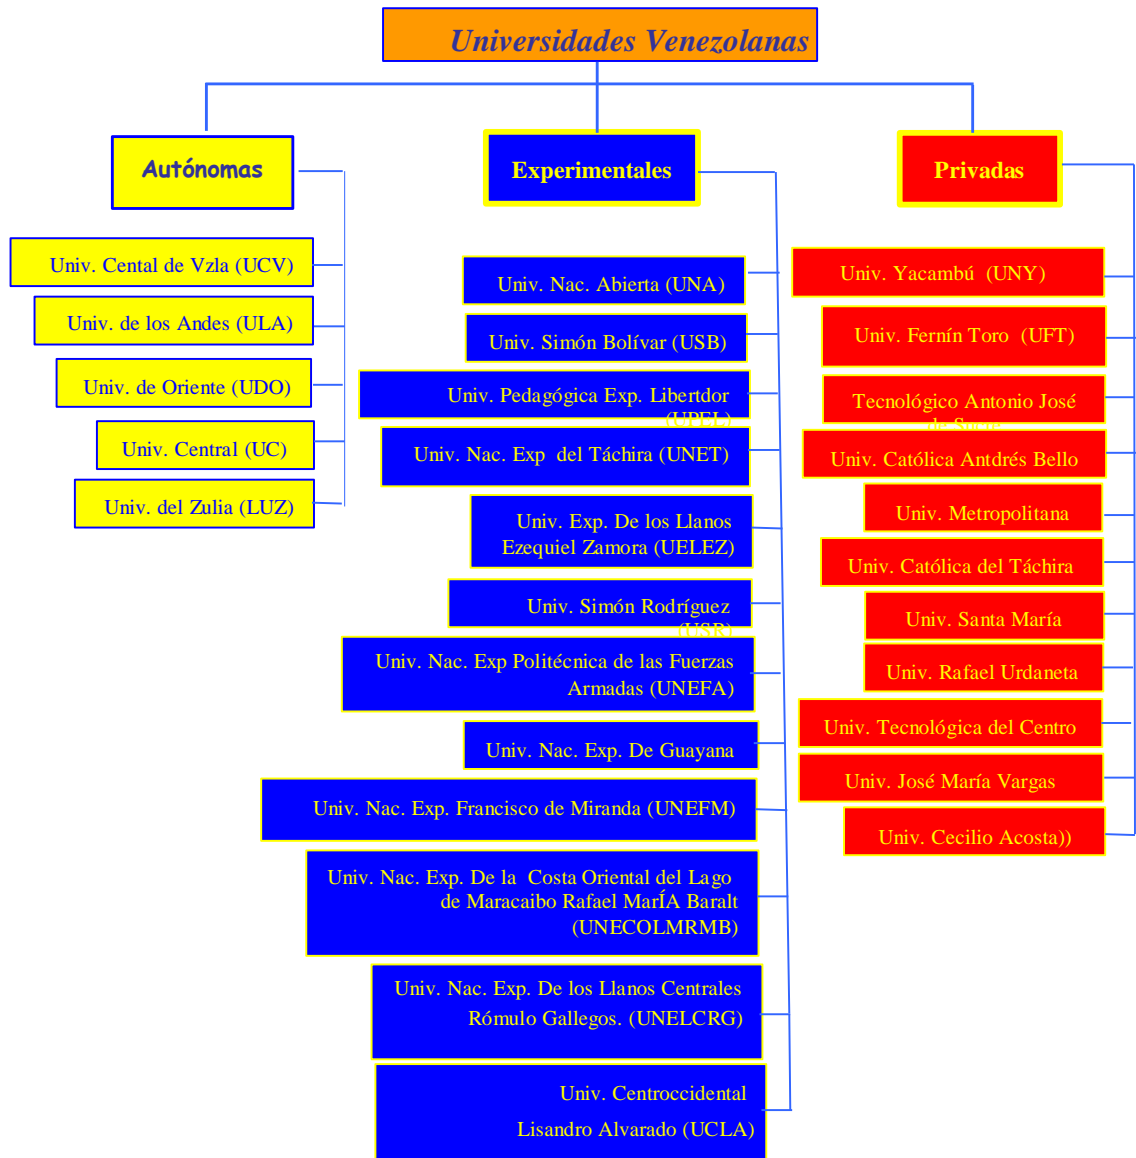 Universidades Venezolanas
Autónomas
Univ. Cental de Vzla (UCV)
Univ. de los Andes (ULA)
Univ. de Oriente (UDO)
Univ. Central (UC)
Univ. del Zulia (LUZ)
Experimentales
Univ. Nac. Abierta (UNA)
Univ. Simón Bolívar (USB)
Univ. Pedagógica Exp. Libertdor
(UPEL)
Univ. Nac. Exp  del Táchira (UNET)
Univ. Exp. De los Llanos
Ezequiel Zamora (UELEZ)
Univ. Simón Rodríguez
(USR)
Univ. Nac. Exp Politécnica de las Fuerzas
Armadas (UNEFA)
Univ. Nac. Exp. De Guayana
Univ. Nac. Exp. Francisco de Miranda (UNEFM)
Univ. Nac. Exp. De la  Costa Oriental del Lago
de Maracaibo Rafael MarÍA Baralt
(UNECOLMRMB)
Univ. Nac. Exp. De los Llanos Centrales
Rómulo Gallegos. (UNELCRG)
Univ. Centroccidental
Lisandro Alvarado (UCLA)
Privadas
Univ. Yacambú  (UNY)
Univ. Fernín Toro  (UFT)
Tecnológico Antonio José
de Sucre
Univ. Católica Antdrés Bello
Univ. Metropolitana
Univ. Católica del Táchira
Univ. Santa María
Univ. Rafael Urdaneta
Univ. Tecnológica del Centro
Univ. José María Vargas
Univ. Cecilio Acosta))